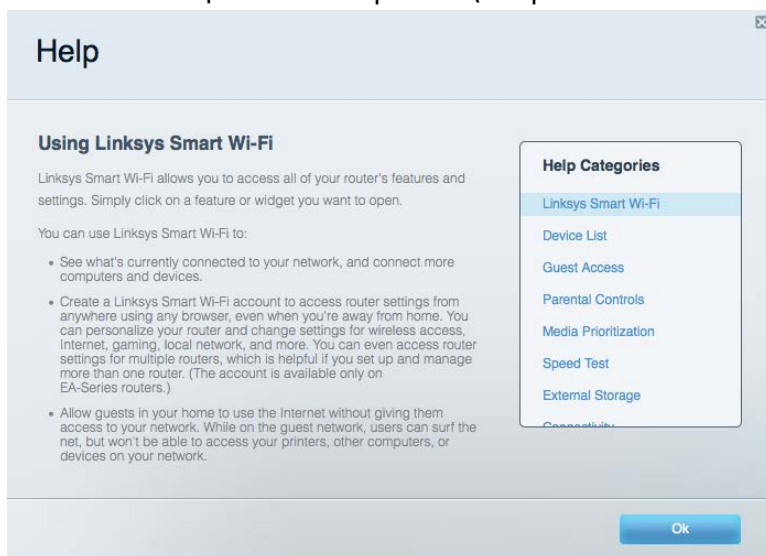 Help
Using Linksys Smart Wi-Fi
Linksys Smart Wi-Fi allows you to access all of your router's features and
settings. Simply click on a feature or widget you want to open.
You can use Linksys Smart Wi-Fi to:
• See what's currently connected to your network, and connect more
computers and devices.
• Create a Linksys Smart Wi-Fi account to access router settings from
anywhere using any browser, even when you're away from home. You
can personalize your router and change settings for wireless access,
Internet, gaming, local network, and more. You can even access router
settings for multiple routers, which is helpful if you set up and manage
more than one router. (The account is available only on
EA-Series routers.)
• Allow guests in your home to use the Internet without giving them
access to your network. While on the guest network, users can surf the
net, but won't be able to access your printers, other computers, or
devices on your network.
Help Categories
Linksys Smart Wi-Fi
Device List
Guest Access
Parental Controls
Media Prioritization
Speed Test
External Storage
Connectivity
Ok